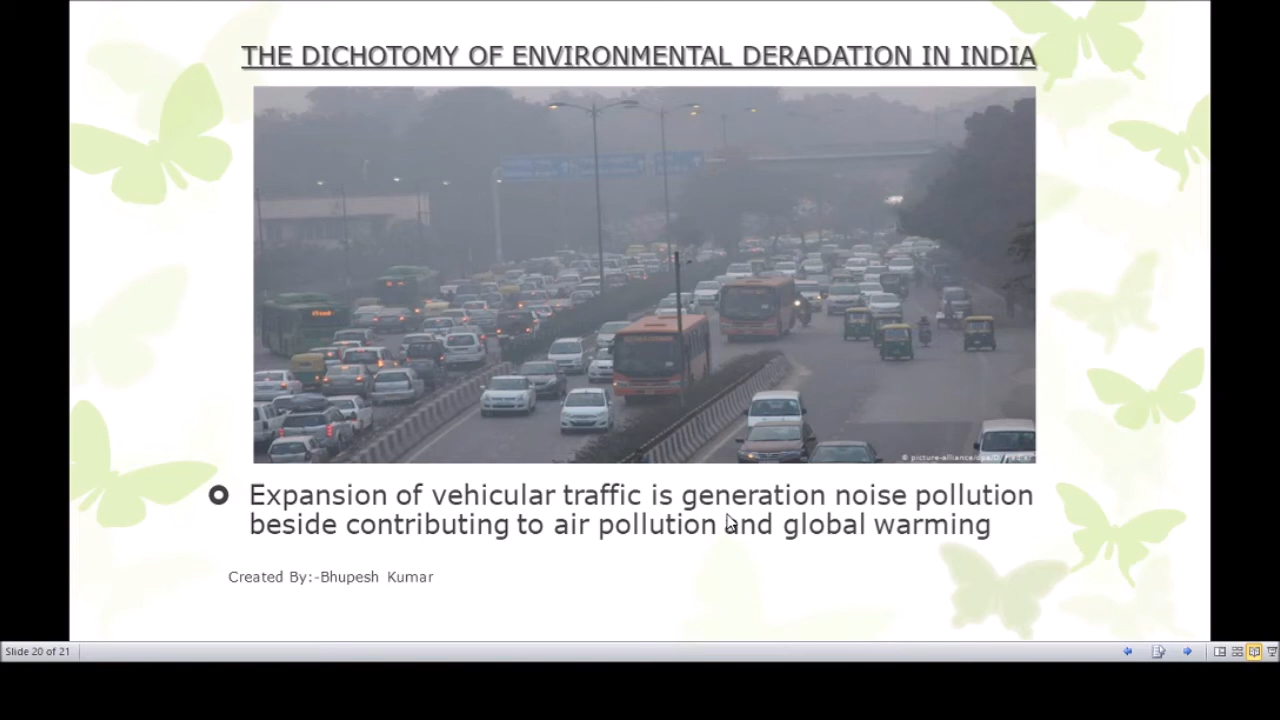 THE DICHOTOMY OF ENVIRONMENTAL DERADATION IN INDIA
Expansion of vehicular traffic is generation noise pollution
beside contributing to air pollution and global warming
Created By:-Bhupesh Kumar
Slide 20 of 21